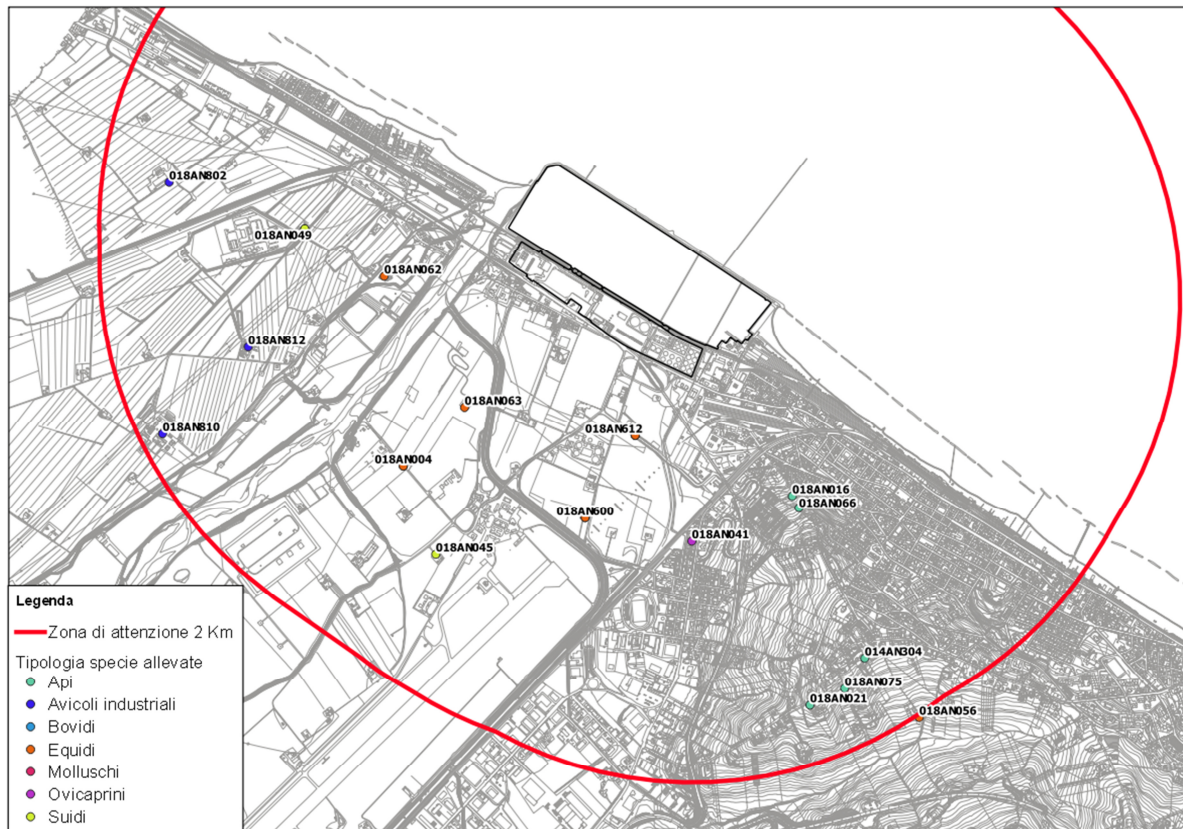 018AN802
018AN049
018AN062
018AN812
018AN063
018AN810
018AN612
018AN004
018AN016
018AN066
018AN600
018AN041
018AN045
014AN304
018AN075
018AN021
018AN056
Legenda
Zona di attenzione 2 Km
Tipologia specie allevate
Api
Avicoli industriali
Bovidi
Equidi
Molluschi
Ovicaprini
Suidi